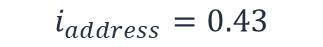 i_address = 0.43